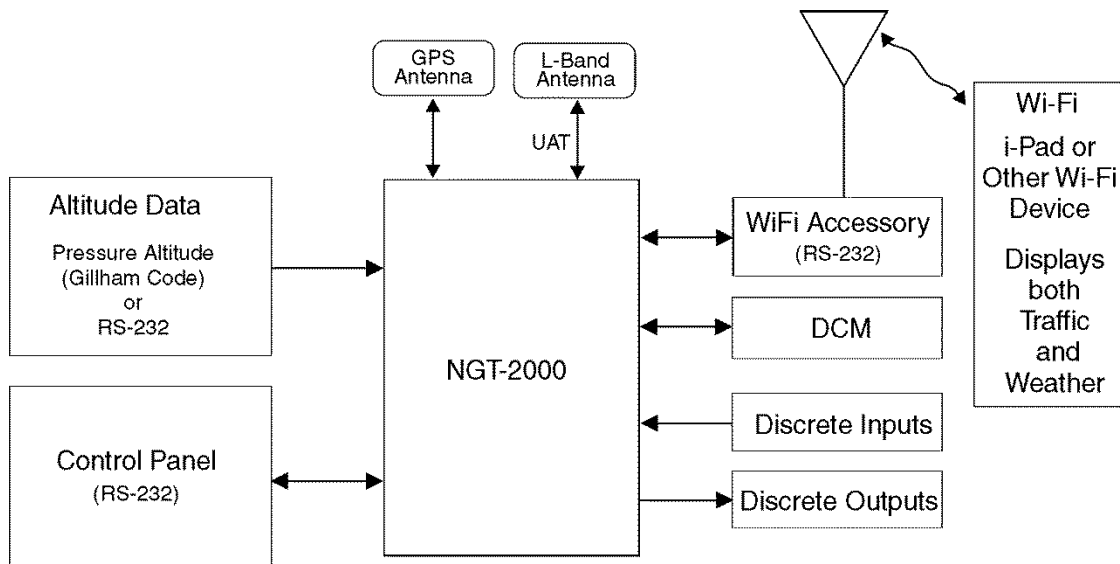 GPS
Antenna
L-Band
Antenna
UAT
Altitude Data
Pressure Altitude
(Gillham Code)
or
RS-232
Control Panel
(RS-232)
NGT-2000
WiFi Accessory
(RS-232)
DCM
Discrete Inputs
Discrete Outputs
Wi-Fi
i-Pad or
Other Wi-Fi
Device
Displays
both
Traffic
and
Weather